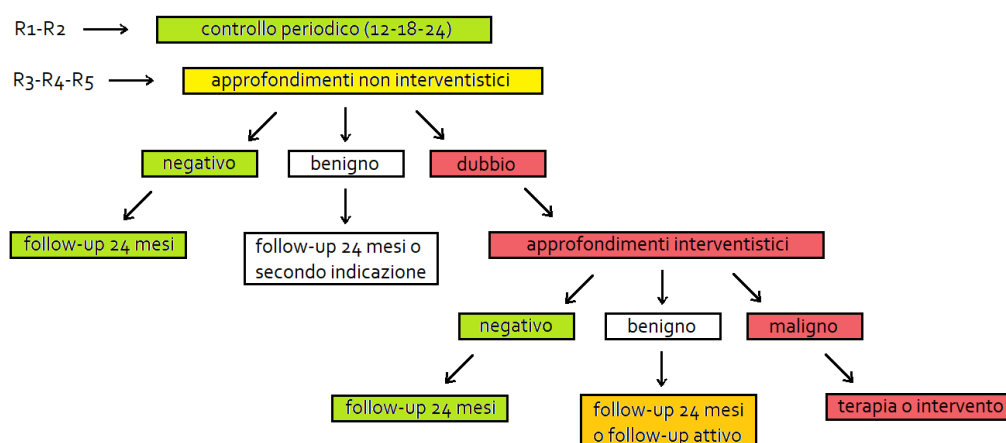 R1-R2
controllo periodico (12-18-24)
R3-R4-R5
approfondimenti non interventistici
negativo
benigno
dubbio
follow-up 24 mesi
follow-up 24 mesi o
secondo indicazione
approfondimenti interventistici
negativo
benigno
maligno
follow-up 24 mesi
follow-up 24 mesi
o follow-up attivo
terapia o intervento